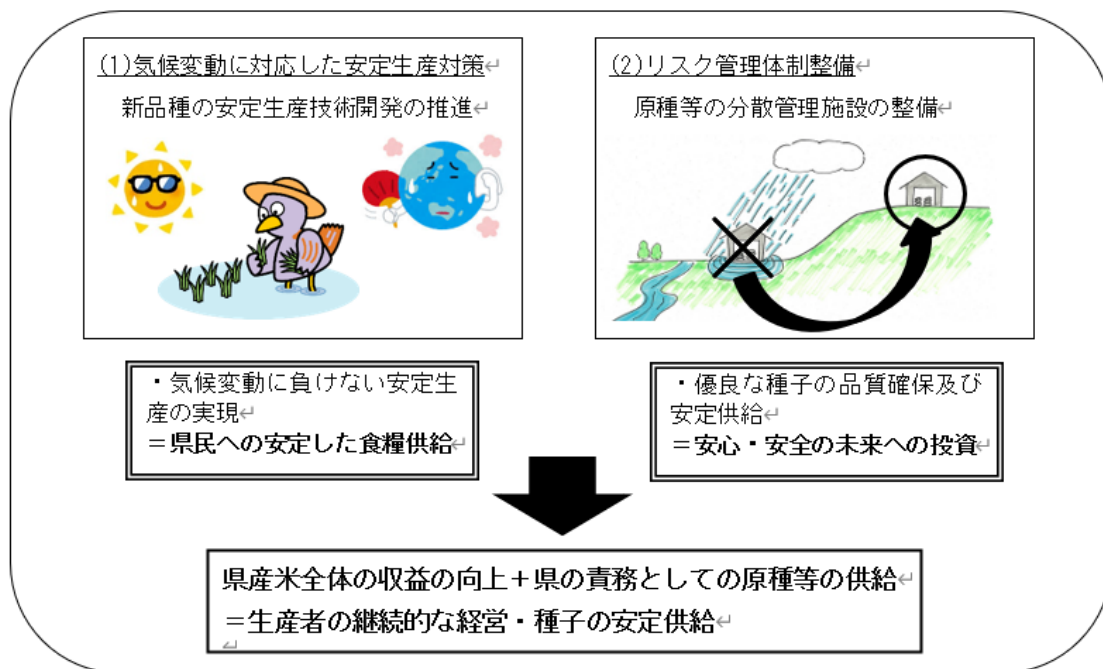 (1)気候変動に対応した安定生産対策↵
新品種の安定生産技術開発の推進↵
(2)リスク管理体制整備↵
原種等の分散管理施設の整備↵
・気候変動に負けない安定生
産の実現↵
＝県民への安定した食糧供給↵
・優良な種子の品質確保及び
安定供給↵
＝安心・安全の未来への投資↵
県産米全体の収益の向上＋県の責務としての原種等の供給↵
＝生産者の継続的な経営・種子の安定供給↵
↵